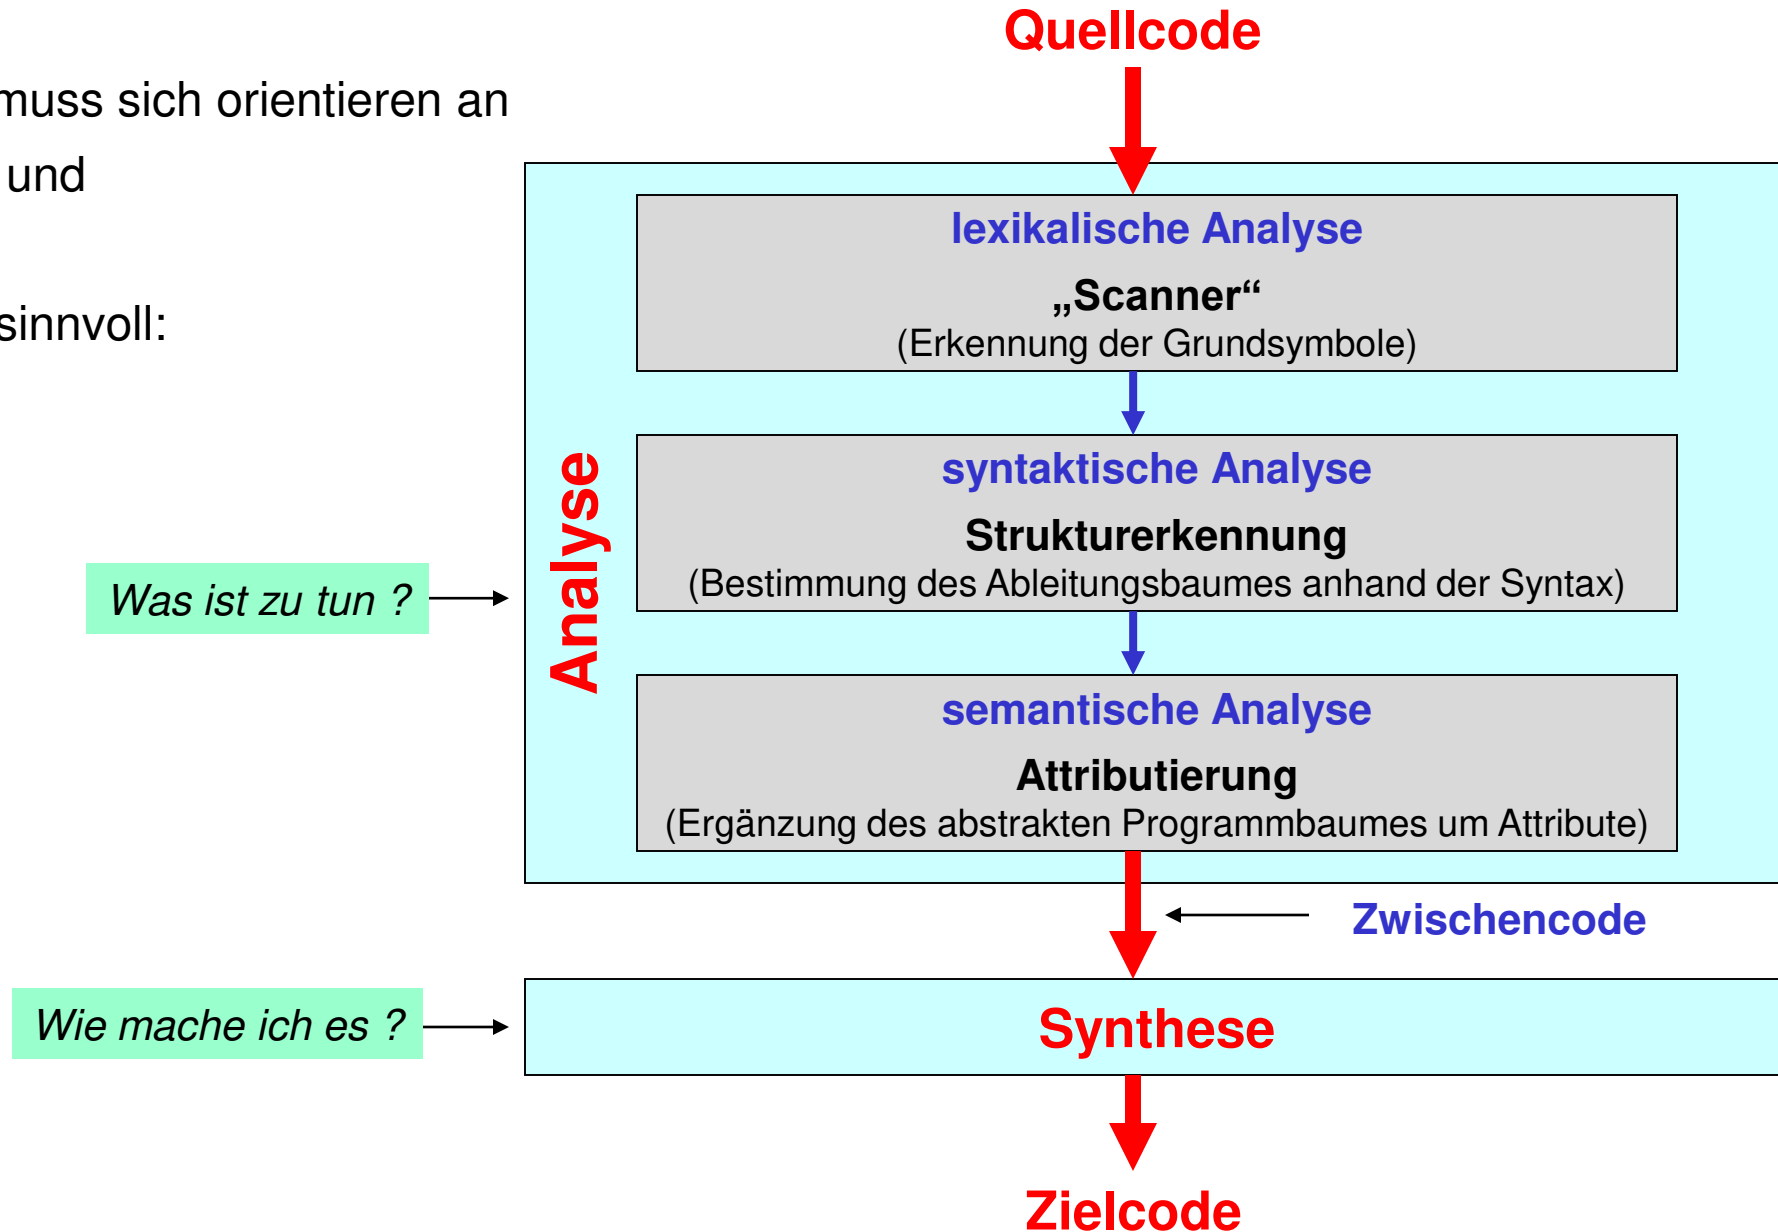 Quellcode
muss sich orientieren an
und
sinnvoll:
lexikalische Analyse
„Scanner“
(Erkennung der Grundsymbole)
Analyse
syntaktische Analyse
Strukturerkennung
(Bestimmung des Ableitungsbaumes anhand der Syntax)
Was ist zu tun ?
semantische Analyse
Attributierung
(Ergänzung des abstrakten Programmbaumes um Attribute)
Zwischencode
Wie mache ich es ?
Synthese
Zielcode